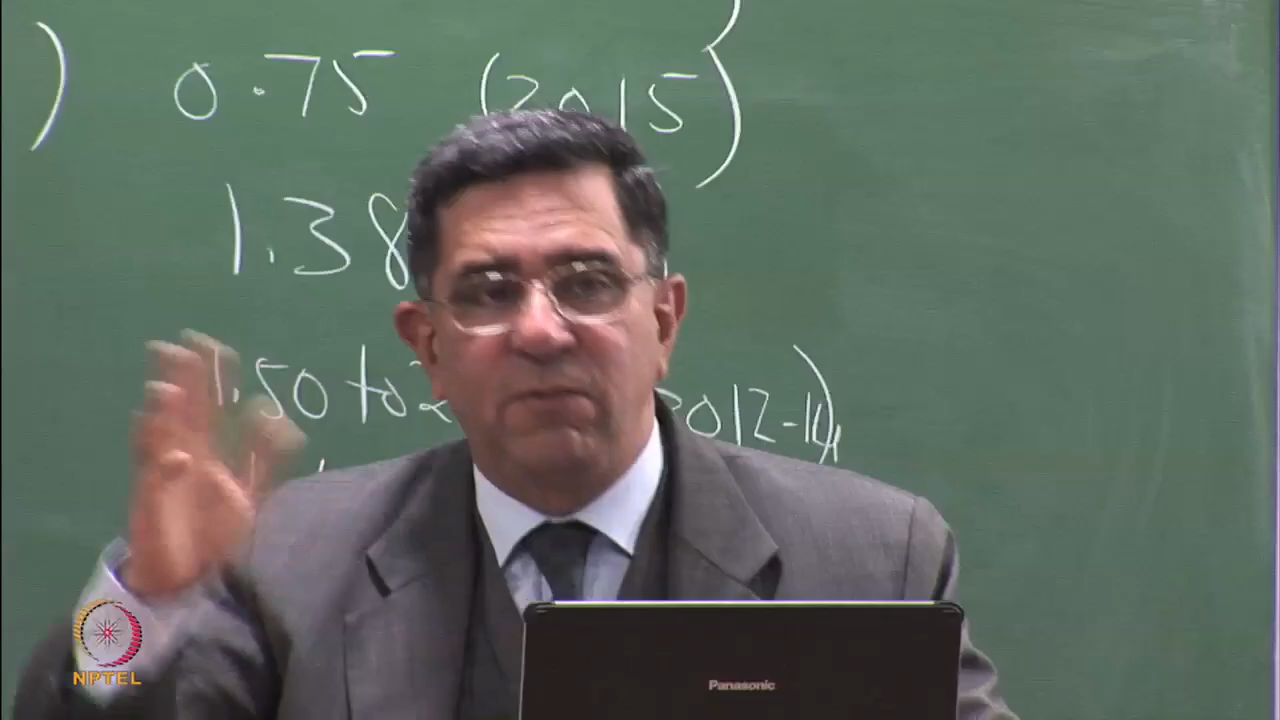 ) 0.75 (2015)
1.38
1.50 to 2012-14)
NPTEL
Panasonic